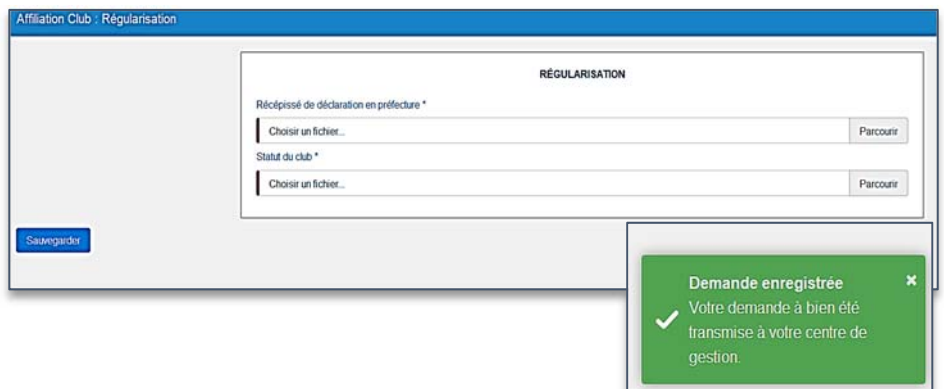 Affiliation Club : Régularisation
RÉGULARISATION
Récépissé de déclaration en préfecture *
Choisir un fichier... Parcourir
Statut du club *
Choisir un fichier... Parcourir
Sauvegarder
Demande enregistrée ×
Votre demande à bien été
transmise à votre centre de
gestion.